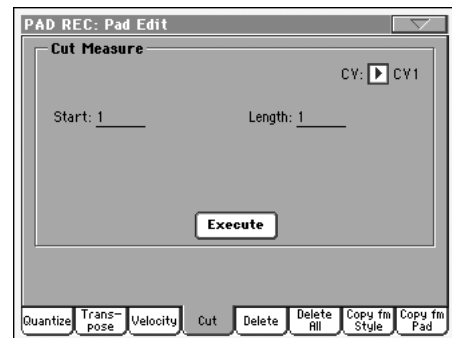 PAD REC: Pad Edit
Cut Measure
CV: CV1
Start: 1 Length: 1
Execute
Quantize Trans-pose Velocity Cut Delete Delete All Copy fm Style Copy fm Pad